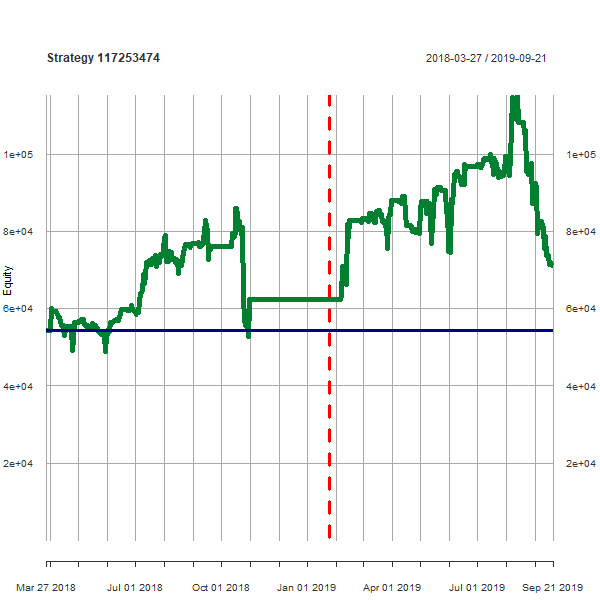 Strategy 117253474
2018-03-27 / 2019-09-21
1e+05
1e+05
8e+04
8e+04
Equity
6e+04
6e+04
4e+04
4e+04
2e+04
2e+04
Mar 27 2018
Jul 01 2018
Oct 01 2018
Jan 01 2019
Apr 01 2019
Jul 01 2019
Sep 21 2019